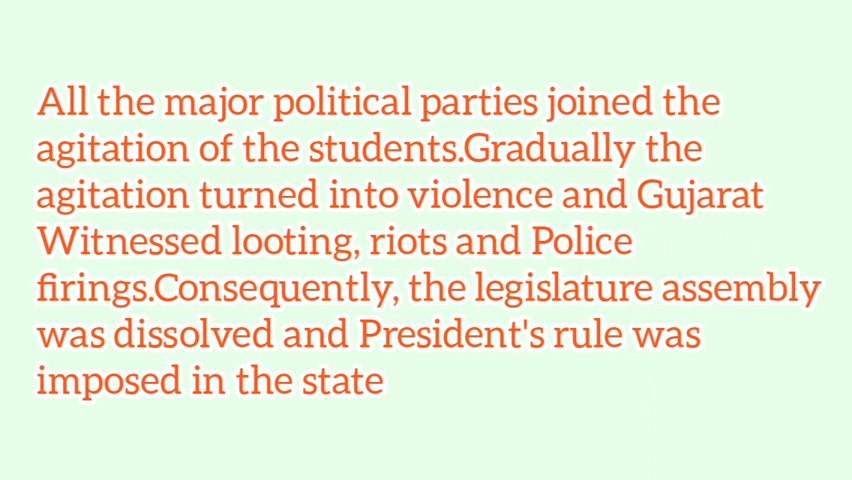 All the major political parties joined the
agitation of the students.Gradually the
agitation turned into violence and Gujarat
Witnessed looting, riots and Police
firings.Consequently, the legislature assembly
was dissolved and President's rule was
imposed in the state